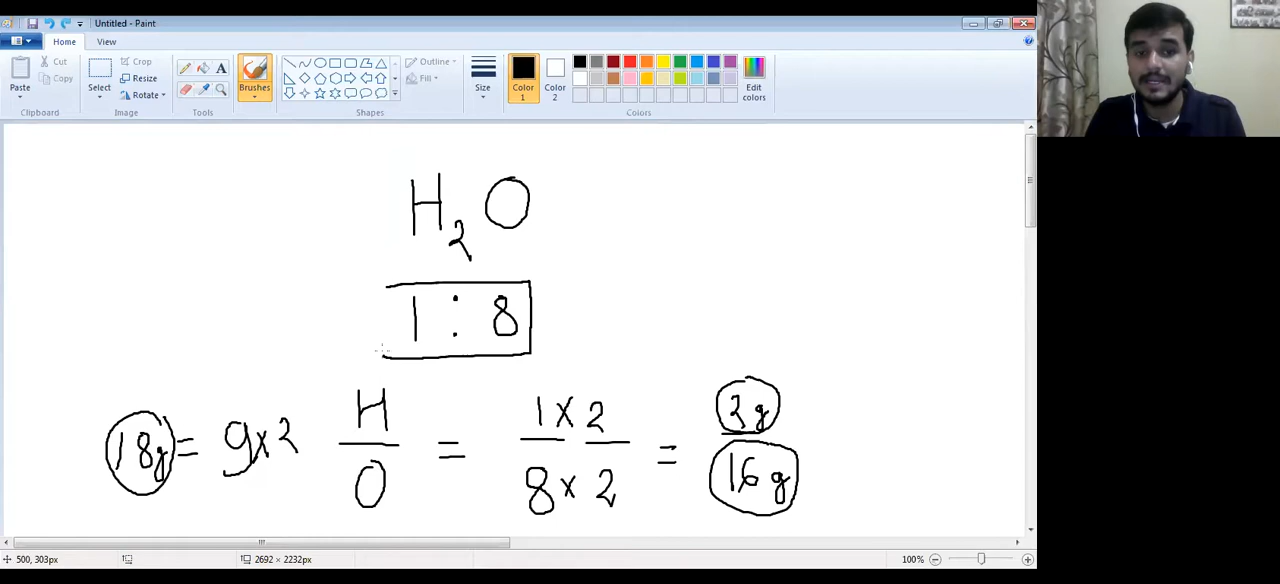 Untitled - Paint
Home View
Cut
Copy
Paste
Clipboard
Select
Crop
Resize
Rotate
Image
A
Tools
Brushes
Shapes
Outline
Fill
Size
Color 1
Color 2
Edit colors
Colors
H2O
1 : 8
18g = 9x2 H/O = 1x2/8x2 = 2g/16g
500, 303px
2692 × 2232px
100%